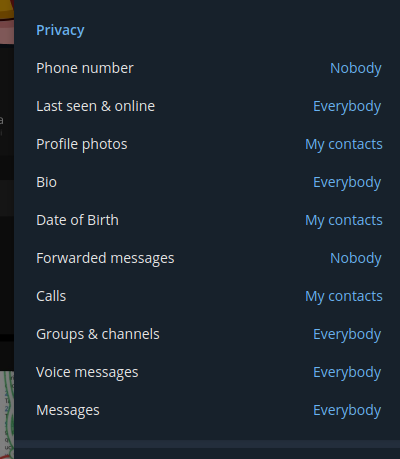 Privacy
Phone number Nobody
Last seen & online Everybody
Profile photos My contacts
Bio Everybody
Date of Birth My contacts
Forwarded messages Nobody
Calls My contacts
Groups & channels Everybody
Voice messages Everybody
Messages Everybody